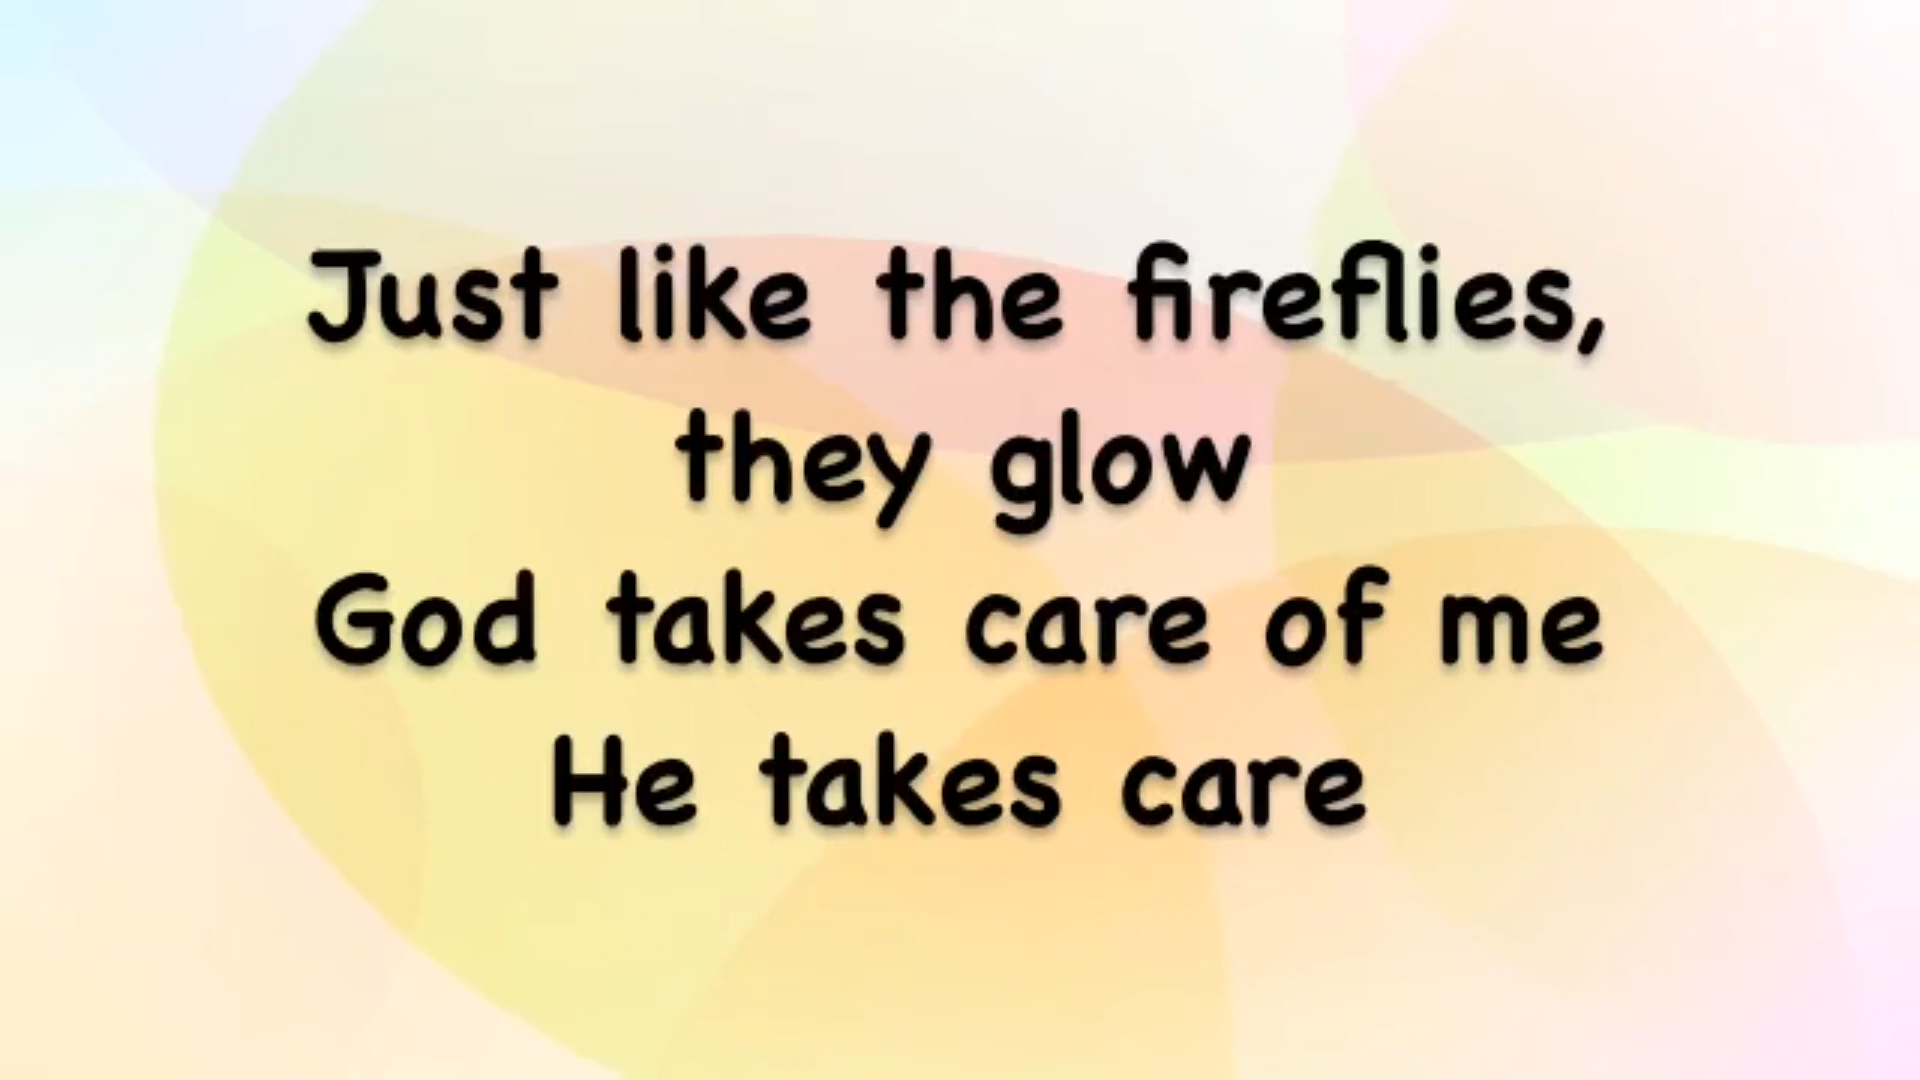 Just like the fireflies,
they glow
God takes care of me
He takes care